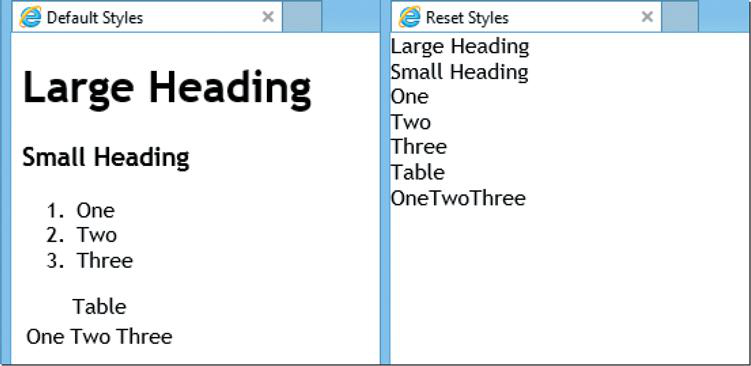 Default Styles
Large Heading
Small Heading
1. One
2. Two
3. Three
Table
One Two Three
Reset Styles
Large Heading
Small Heading
One
Two
Three
Table
OneTwoThree